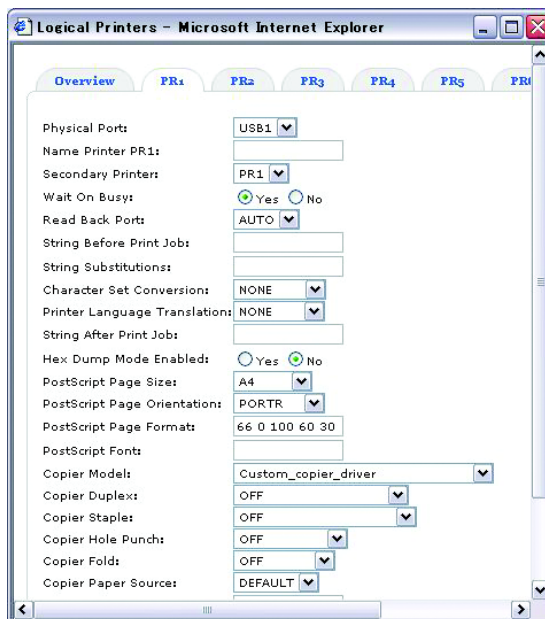 Logical Printers - Microsoft Internet Explorer
Overview PR1 PR2 PR3 PR4 PR5
Physical Port: USB1
Name Printer PR1:
Secondary Printer: PR1
Wait On Busy: Yes No
Read Back Port: AUTO
String Before Print Job:
String Substitutions:
Character Set Conversion: NONE
Printer Language Translation: NONE
String After Print Job:
Hex Dump Mode Enabled: Yes No
PostScript Page Size: A4
PostScript Page Orientation: PORTR
PostScript Page Format: 66 0 100 60 30
PostScript Font:
Copier Model: Custom_copier_driver
Copier Duplex: OFF
Copier Staple: OFF
Copier Hole Punch: OFF
Copier Fold: OFF
Copier Paper Source: DEFAULT